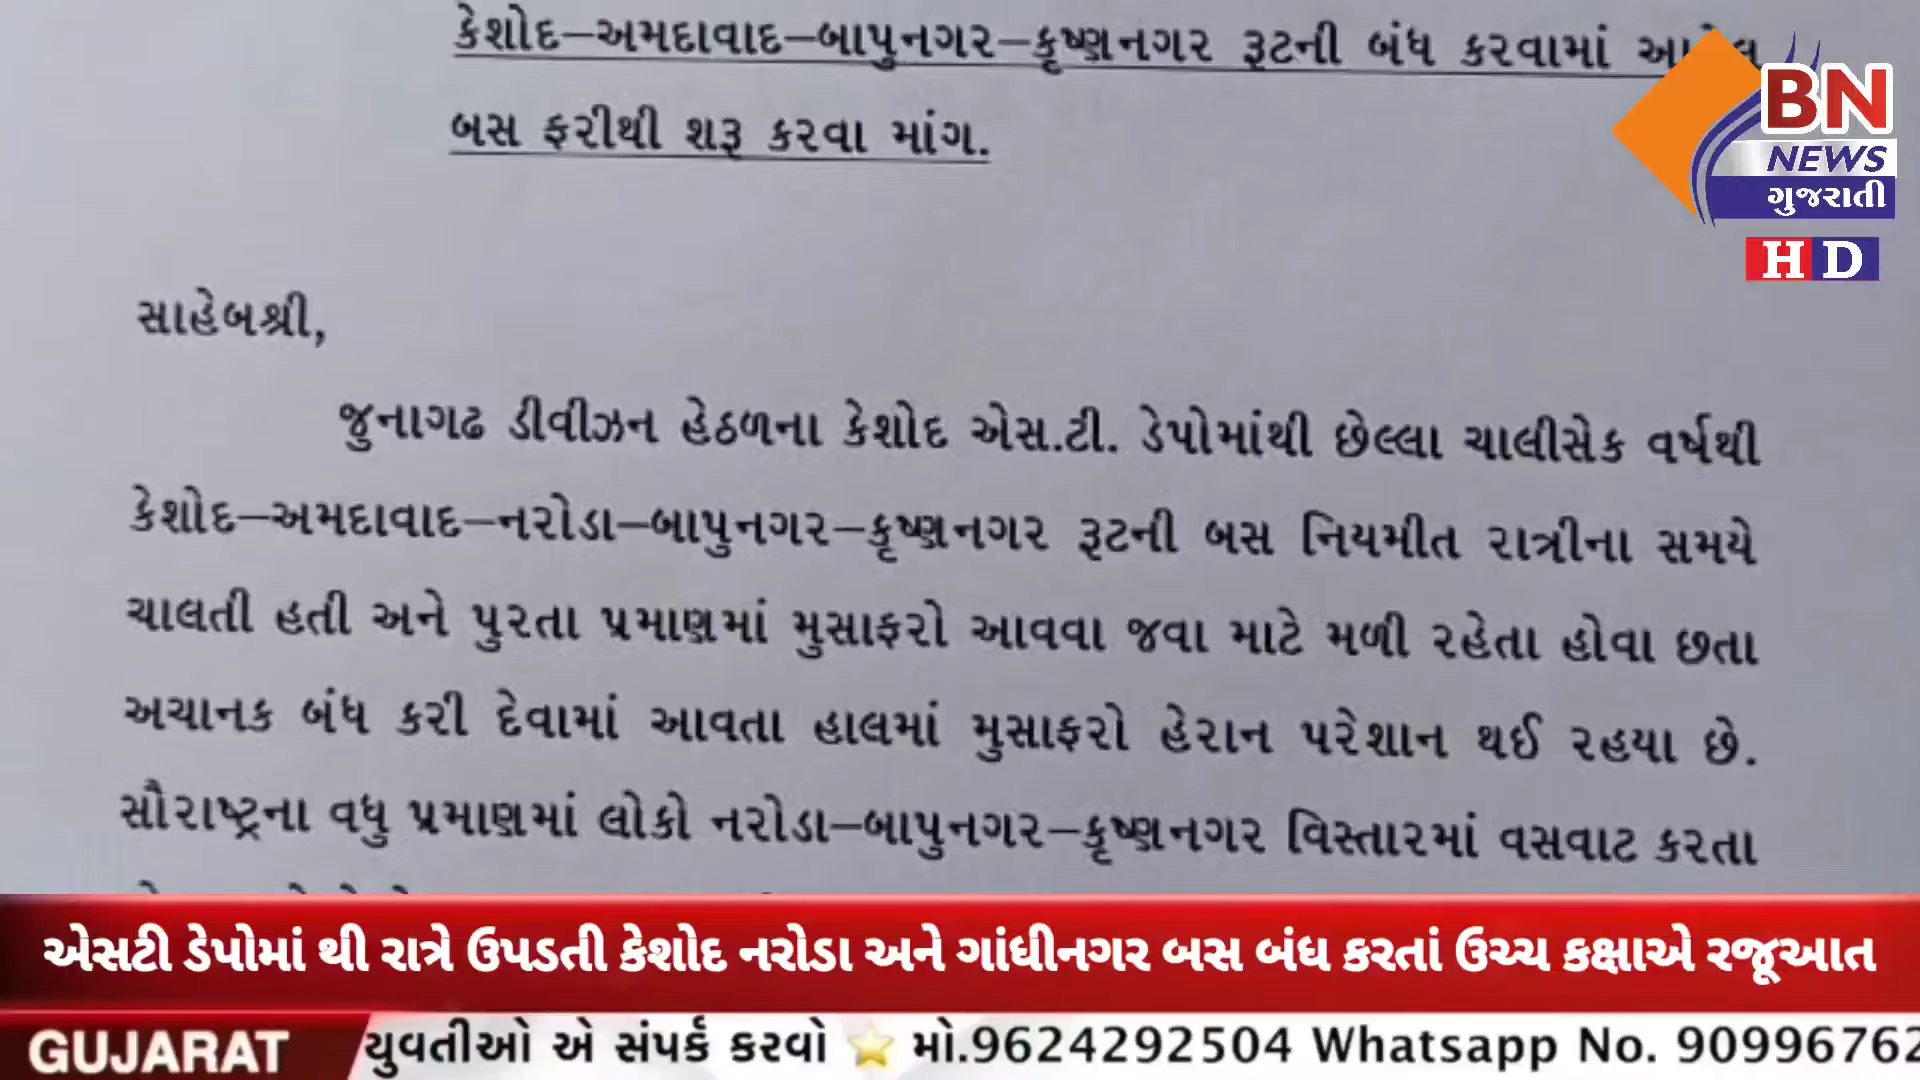 કેશોદ–અમદાવાદ–બાપુનગર–કૃષ્ણનગર રૂટની બંધ કરવામાં
બસ ફરીથી શરૂ કરવા માંગ.
BN
NEWS
ગુજરાતી
HD
સાહેબશ્રી,
જુનાગઢ ડીવીઝન હેઠળના કેશોદ એસ.ટી. ડેપોમાંથી છેલ્લા ચાલીસેક વર્ષથી
કેશોદ–અમદાવાદ–નરોડા–બાપુનગર–કૃષ્ણનગર રૂટની બસ નિયમીત રાત્રીના સમયે
ચાલતી હતી અને પુરતા પ્રમાણમાં મુસાફરો આવવા જવા માટે મળી રહેતા હોવા છતા
અચાનક બંધ કરી દેવામાં આવતા હાલમાં મુસાફરો હેરાન પરેશાન થઈ રહયા છે.
સૌરાષ્ટ્રના વધુ પ્રમાણમાં લોકો નરોડા–બાપુનગર–કૃષ્ણનગર વિસ્તારમાં વસવાટ કરતા
એસટી ડેપોમાં થી રાત્રે ઉપડતી કેશોદ નરોડા અને ગાંધીનગર બસ બંધ કરતાં ઉચ્ચ કક્ષાએ રજૂઆત
GUJARAT
યુવતીઓ એ સંપર્ક કરવો ⭐ મો.9624292504 Whatsapp No. 9099676